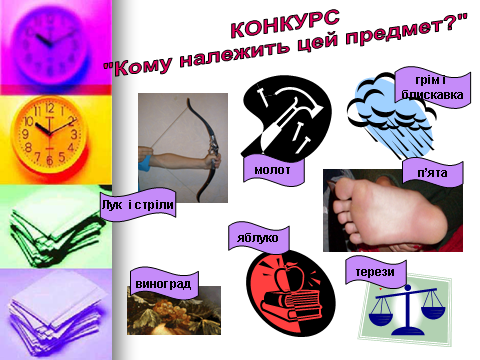 КОНКУРС
"Кому належить цей предмет?"
грім і
блискавка
молот
п'ята
Лук і стріли
яблуко
виноград
терези